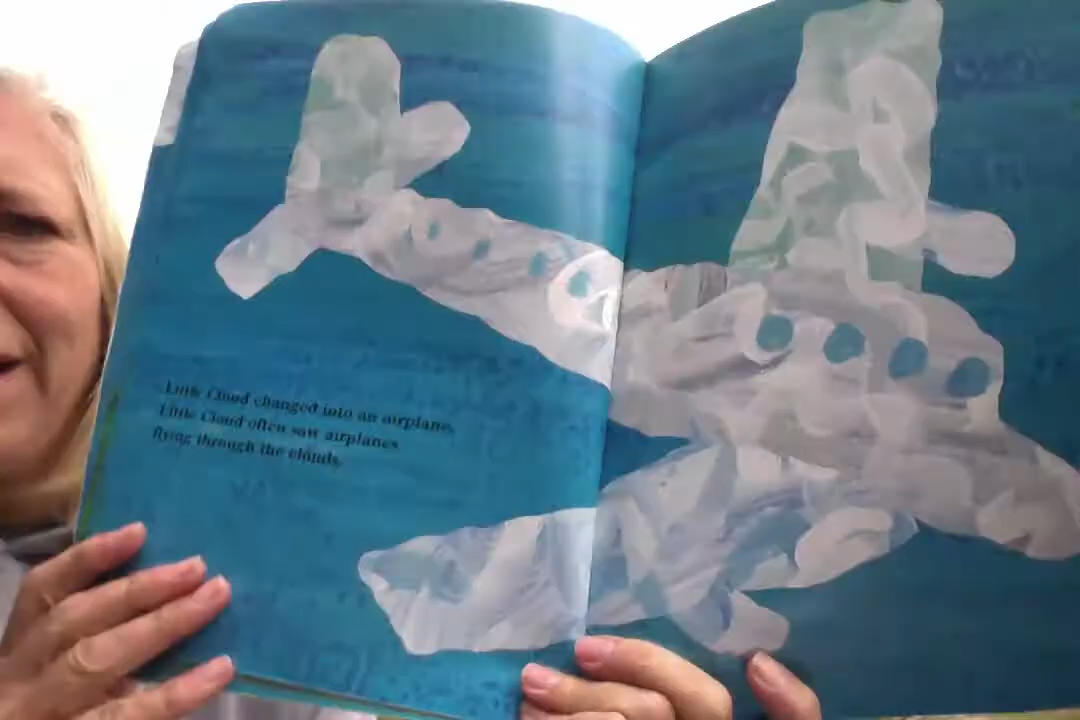 Little Cloud changed into an airplane.
Little Cloud often saw airplanes
flying through the clouds.